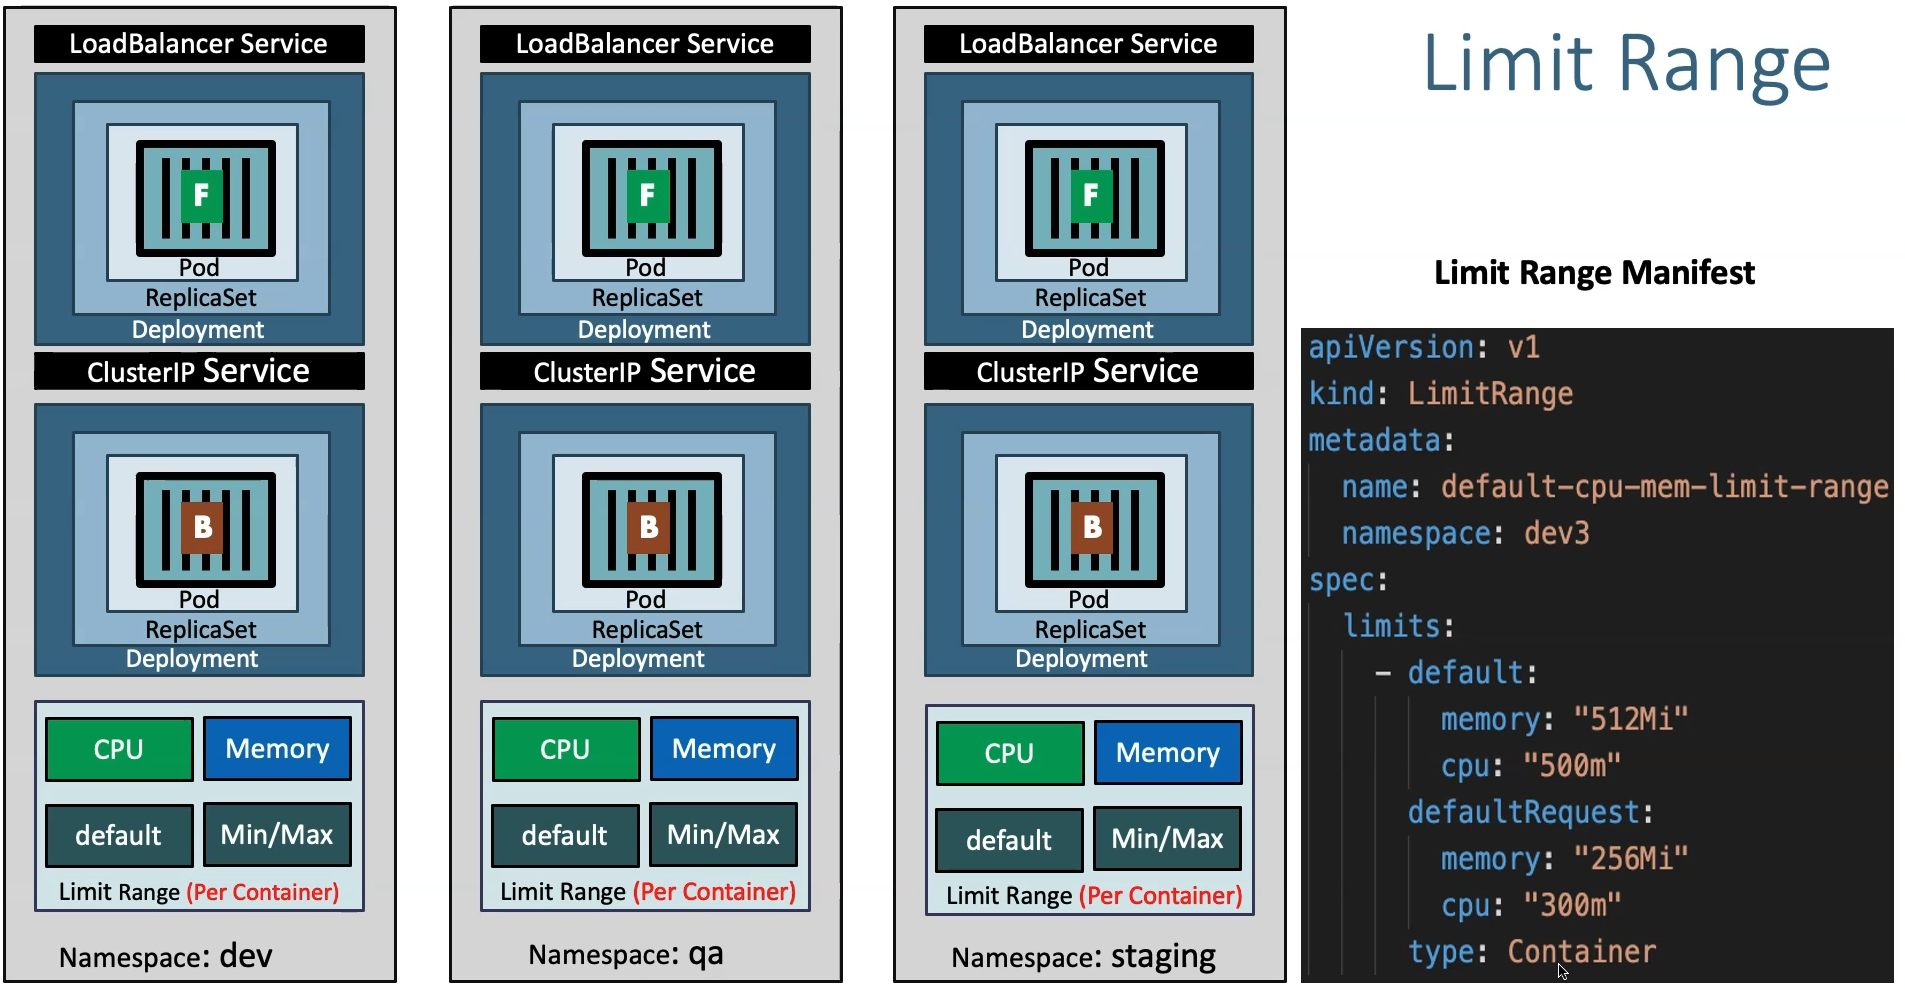 LoadBalancer Service
F
Pod
ReplicaSet
Deployment
ClusterIP Service
B
Pod
ReplicaSet
Deployment
CPU Memory
default Min/Max
Limit Range (Per Container)
Namespace: dev
LoadBalancer Service
F
Pod
ReplicaSet
Deployment
ClusterIP Service
B
Pod
ReplicaSet
Deployment
CPU Memory
default Min/Max
Limit Range (Per Container)
Namespace: qa
LoadBalancer Service
F
Pod
ReplicaSet
Deployment
ClusterIP Service
B
Pod
ReplicaSet
Deployment
CPU Memory
default Min/Max
Limit Range (Per Container)
Namespace: staging
Limit Range
Limit Range Manifest
apiVersion: v1
kind: LimitRange
metadata:
  name: default-cpu-mem-limit-range
  namespace: dev3
spec:
  limits:
    - default:
        memory: "512Mi"
        cpu: "500m"
      defaultRequest:
        memory: "256Mi"
        cpu: "300m"
      type: Container